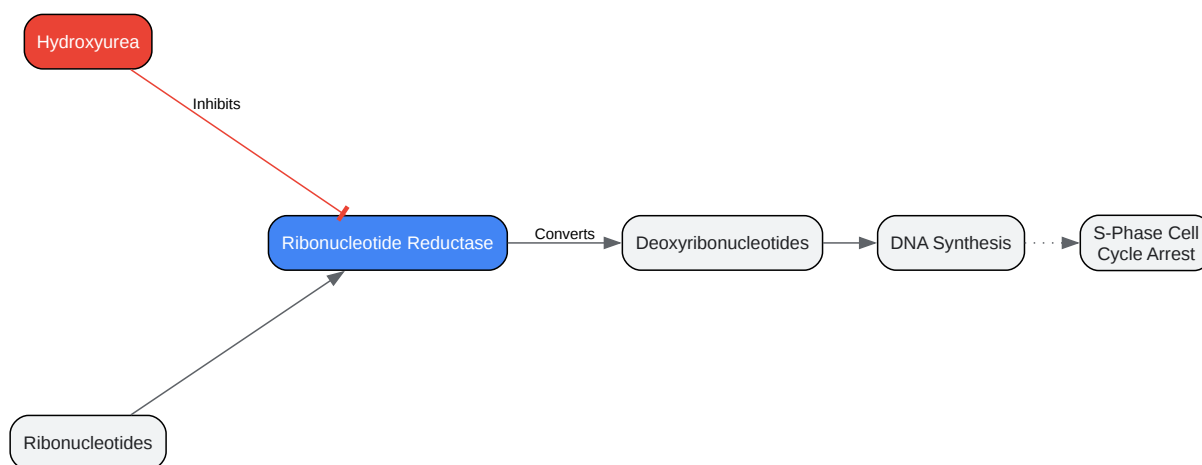 Hydroxyurea
Inhibits
Ribonucleotide Reductase
Converts
Deoxyribonucleotides
DNA Synthesis
S-Phase Cell
Cycle Arrest
Ribonucleotides